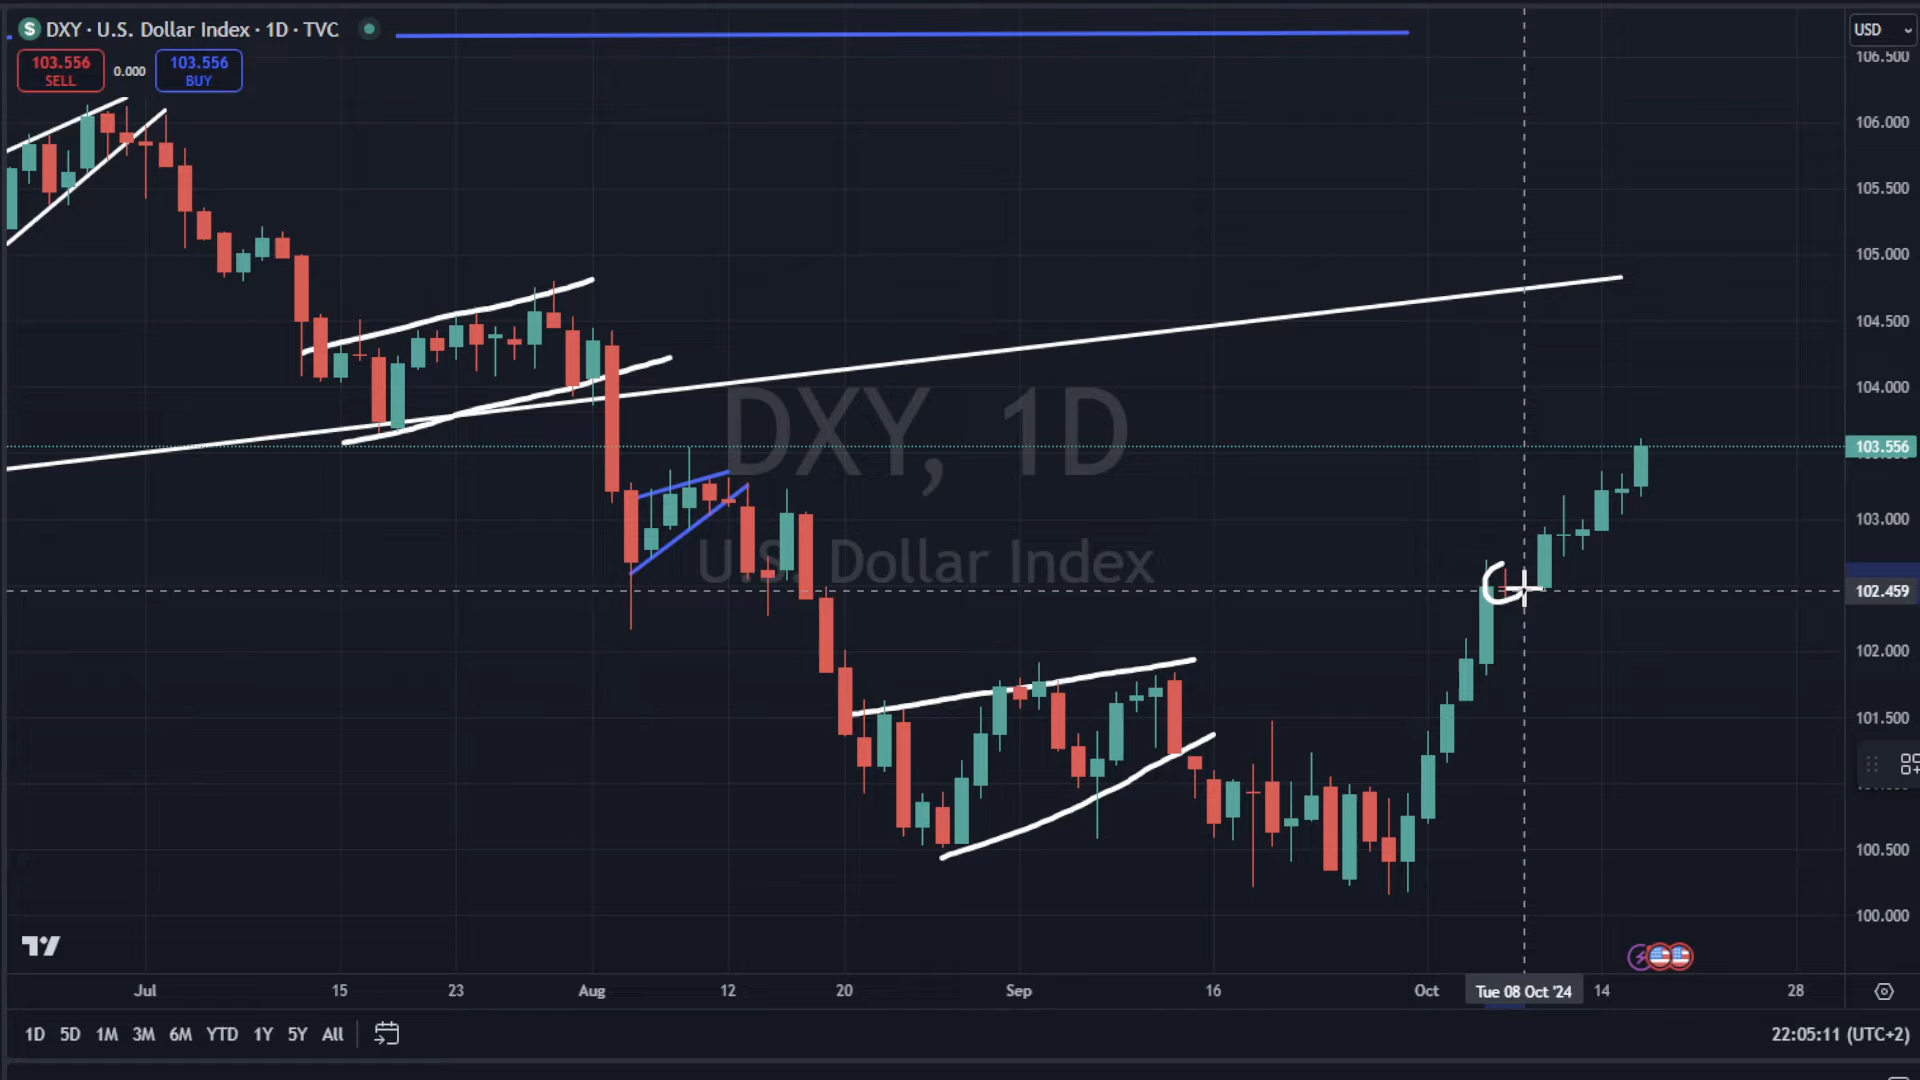 DXY · U.S. Dollar Index · 1D · TVC
USD
103.556
SELL
0.000
103.556
BUY
106.500
106.000
105.500
105.000
104.500
104.000
103.556
103.000
102.459
102.000
101.500
100.500
100.000
DXY, 1D
U.S. Dollar Index
Jul
15
23
Aug
12
20
Sep
16
Oct
Tue 08 Oct '24
14
28
1D 5D 1M 3M 6M YTD 1Y 5Y All
22:05:11 (UTC+2)